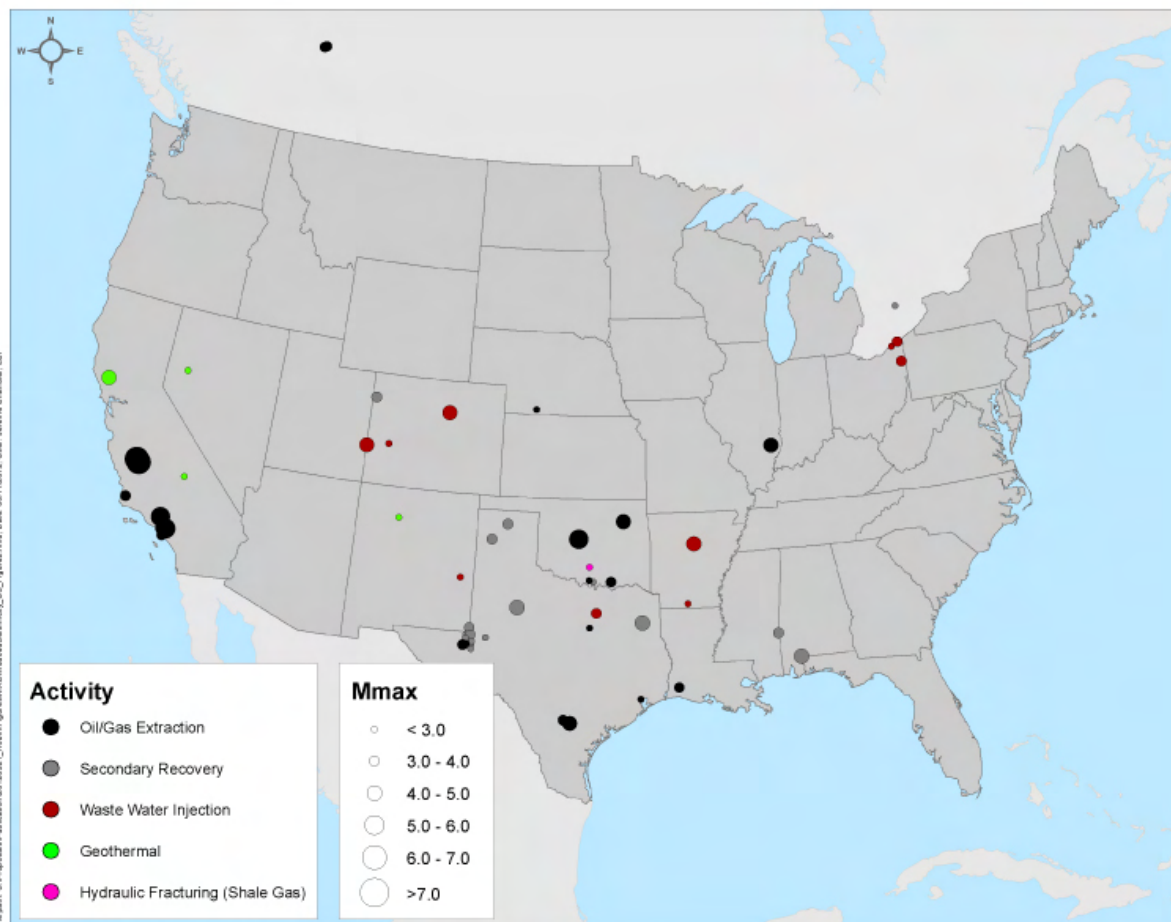 N
W E
S
Activity
Oil/Gas Extraction
Secondary Recovery
Waste Water Injection
Geothermal
Hydraulic Fracturing (Shale Gas)
Mmax
< 3.0
3.0 - 4.0
4.0 - 5.0
5.0 - 6.0
6.0 - 7.0
>7.0